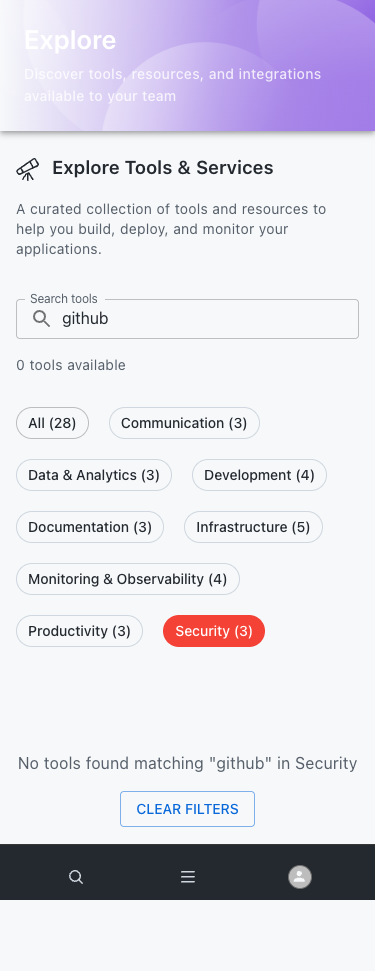 Explore
Discover tools, resources, and integrations
available to your team
Explore Tools & Services
A curated collection of tools and resources to
help you build, deploy, and monitor your
applications.
Search tools
github
0 tools available
All (28)
Communication (3)
Data & Analytics (3)
Development (4)
Documentation (3)
Infrastructure (5)
Monitoring & Observability (4)
Productivity (3)
Security (3)
No tools found matching "github" in Security
CLEAR FILTERS